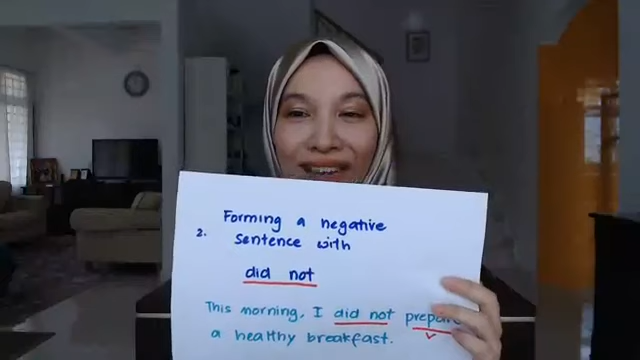 2. Forming a negative
sentence with
did not
This morning, I did not prepare
a healthy breakfast.